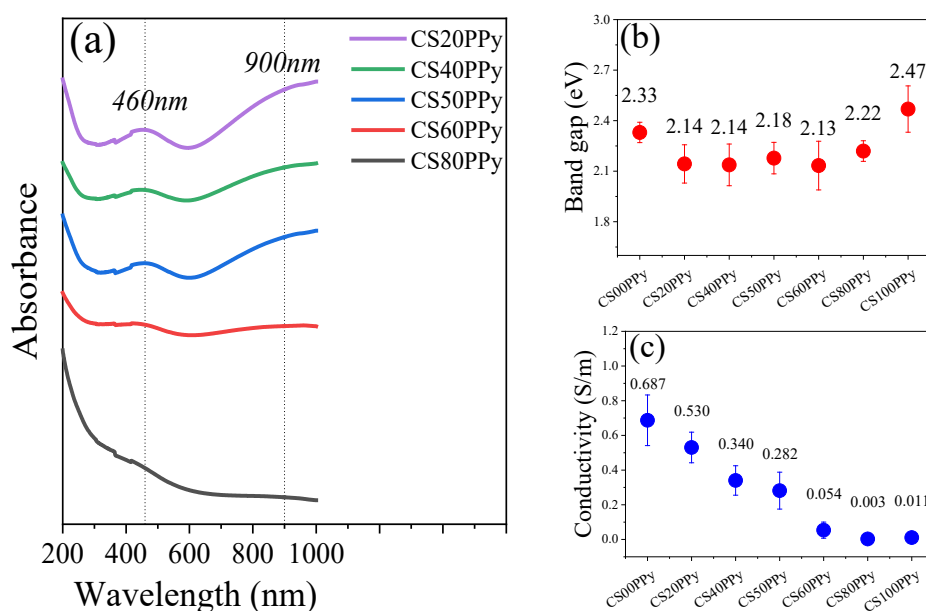 (a)
CS20PPy
CS40PPy
CS50PPy
CS60PPy
CS80PPy
460nm
900nm
Absorbance
200 400 600 800 1000
Wavelength (nm)
(b)
3.0
2.7
2.4
2.1
1.8
Band gap (eV)
2.33
2.14
2.14
2.18
2.13
2.22
2.47
CS00PPy
CS20PPy
CS40PPy
CS50PPy
CS60PPy
CS80PPy
CS100PPy
(c)
1.2
1.0
0.8
0.6
0.4
0.2
0.0
Conductivity (S/m)
0.687
0.530
0.340
0.282
0.054
0.003
0.011
CS00PPy
CS20PPy
CS40PPy
CS50PPy
CS60PPy
CS80PPy
CS100PPy